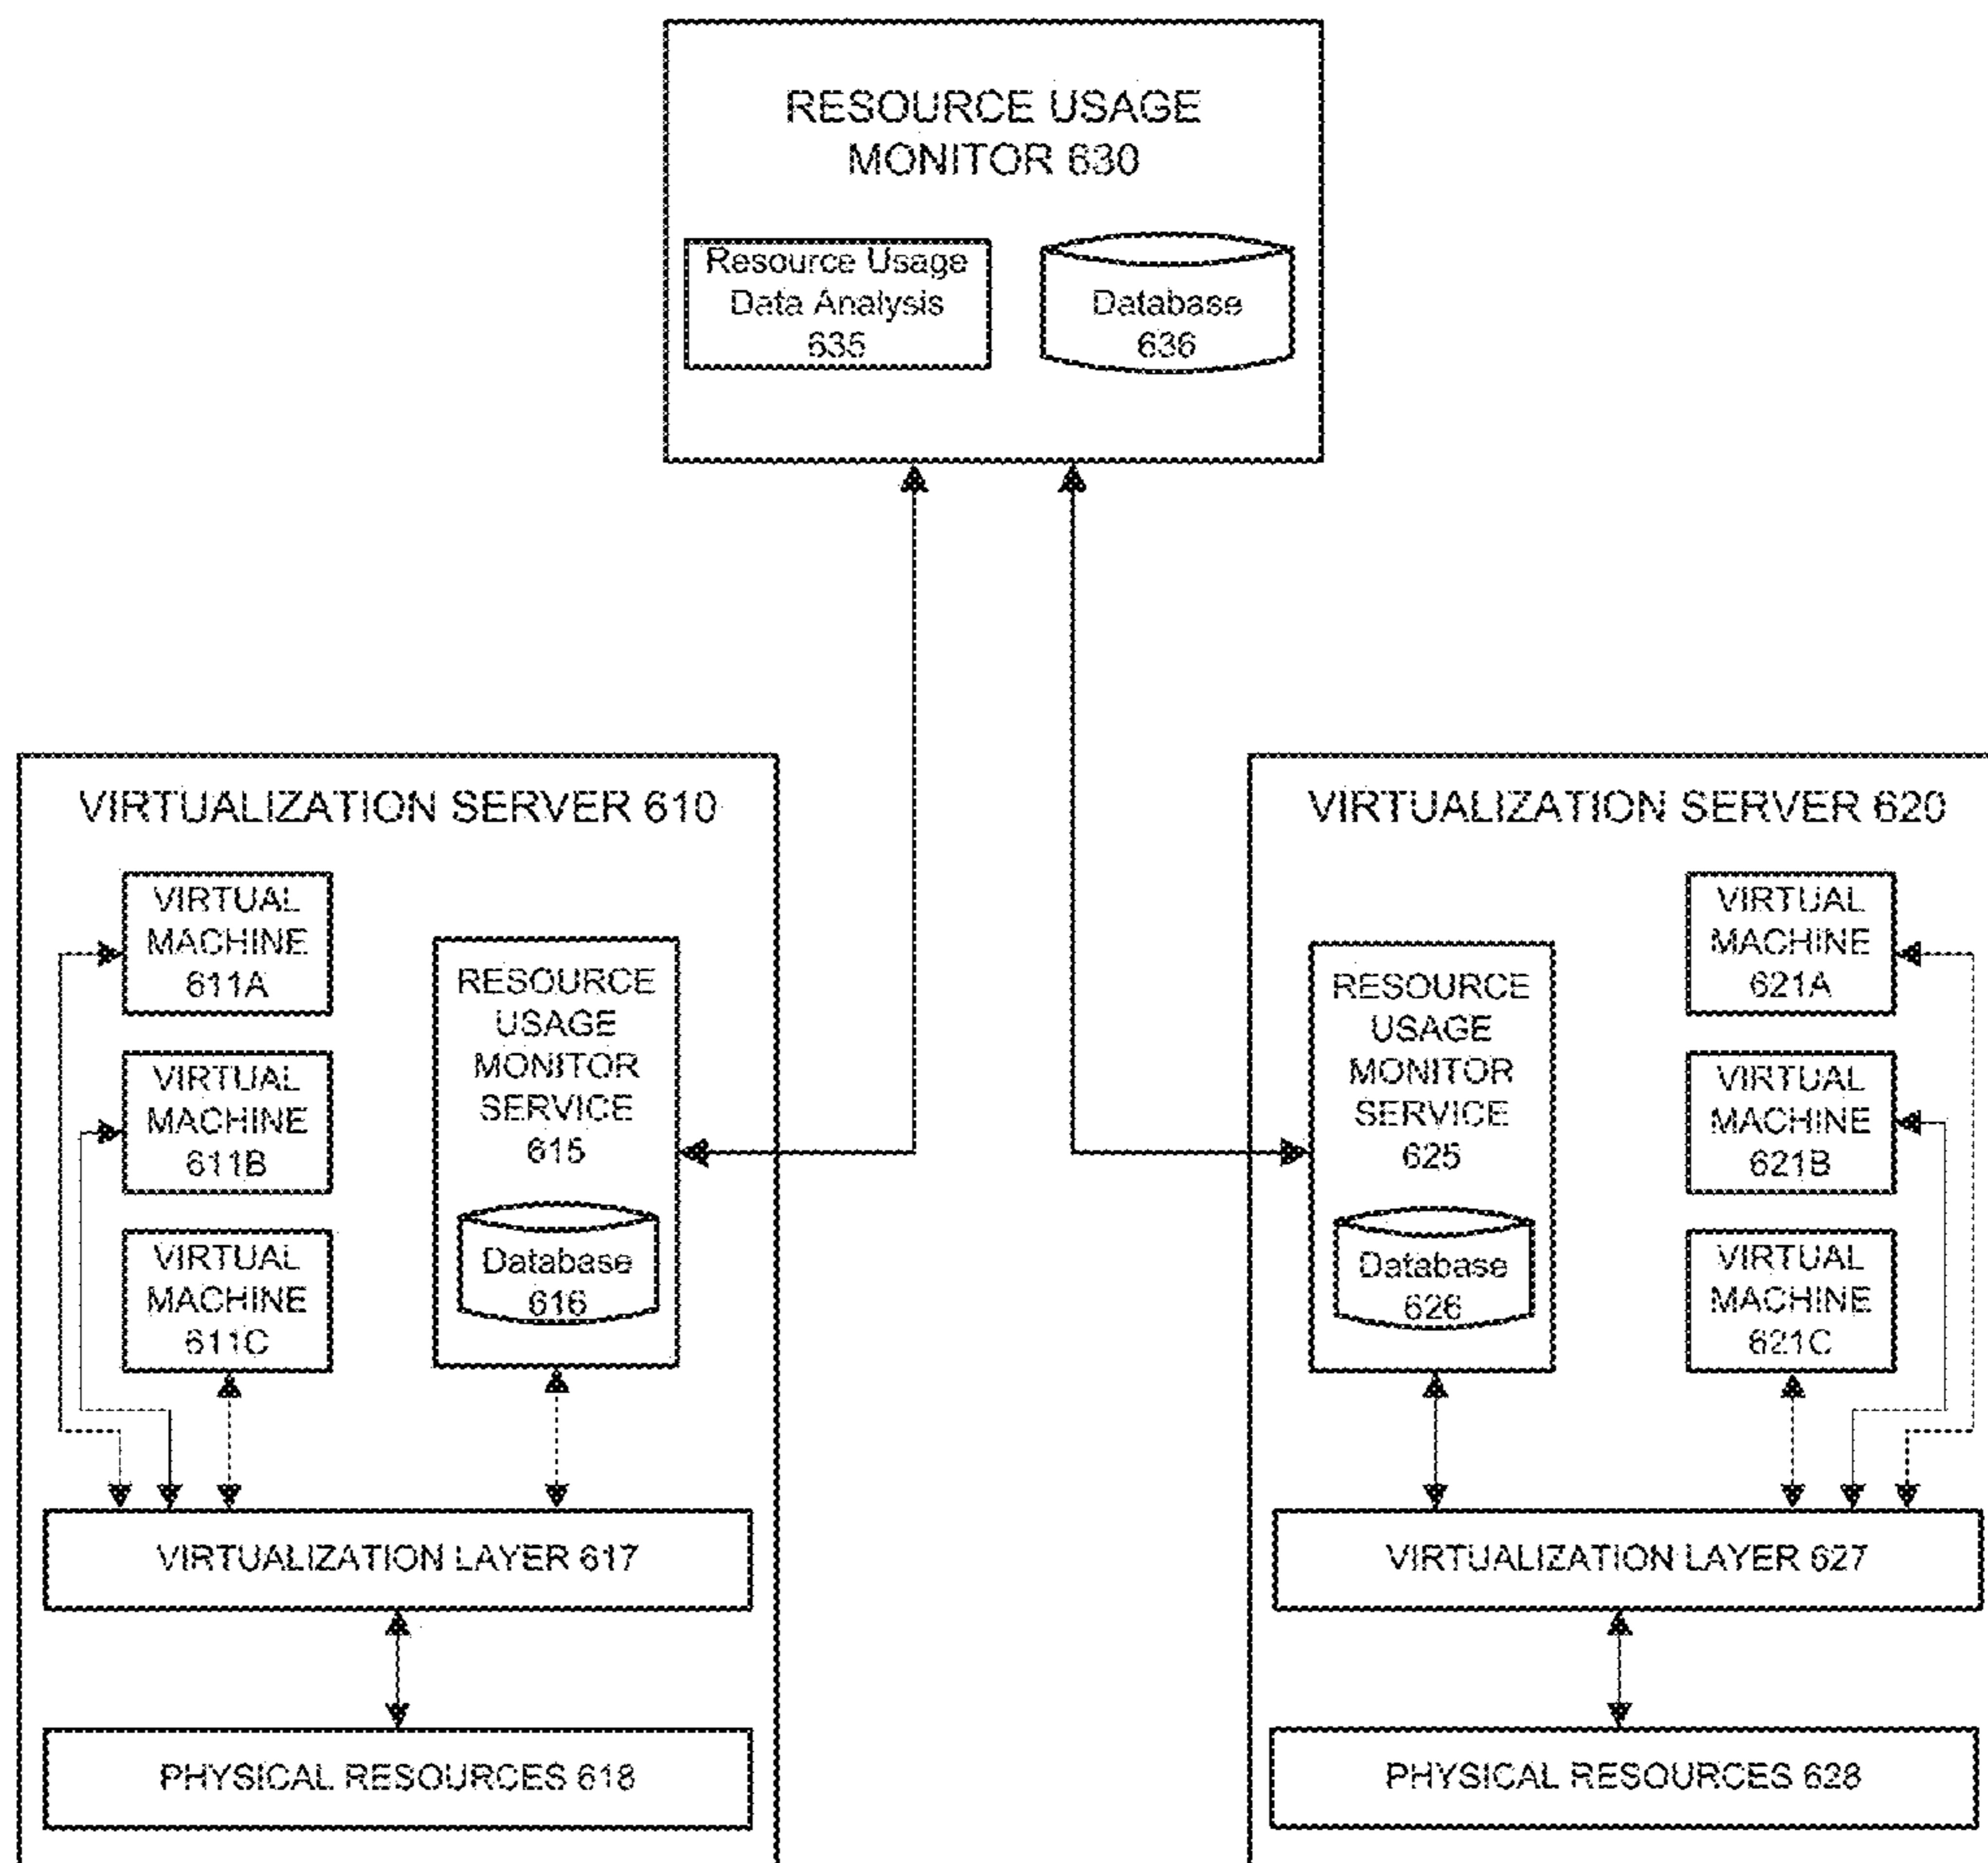 RESOURCE USAGE
MONITOR 630
Resource Usage
Data Analysis
635
Database
636
VIRTUALIZATION SERVER 610
VIRTUAL
MACHINE
611A
VIRTUAL
MACHINE
611B
VIRTUAL
MACHINE
611C
RESOURCE
USAGE
MONITOR
SERVICE
615
Database
616
VIRTUALIZATION LAYER 617
PHYSICAL RESOURCES 618
VIRTUALIZATION SERVER 620
RESOURCE
USAGE
MONITOR
SERVICE
625
Database
626
VIRTUAL
MACHINE
621A
VIRTUAL
MACHINE
621B
VIRTUAL
MACHINE
621C
VIRTUALIZATION LAYER 627
PHYSICAL RESOURCES 628